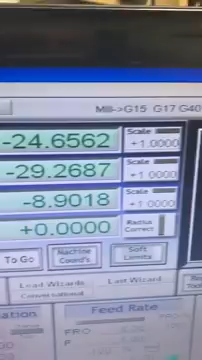 Mill->G15 G17 G40
-24.6562 Scale +1.0000
-29.2687 Scale +1.0000
-8.9018 Scale +1.0000
+0.0000 Radius Correct
To Go Machine Coord's Soft Limits
Load Wizards Last Wizard
Conversational
Feed Rate
FRO
F